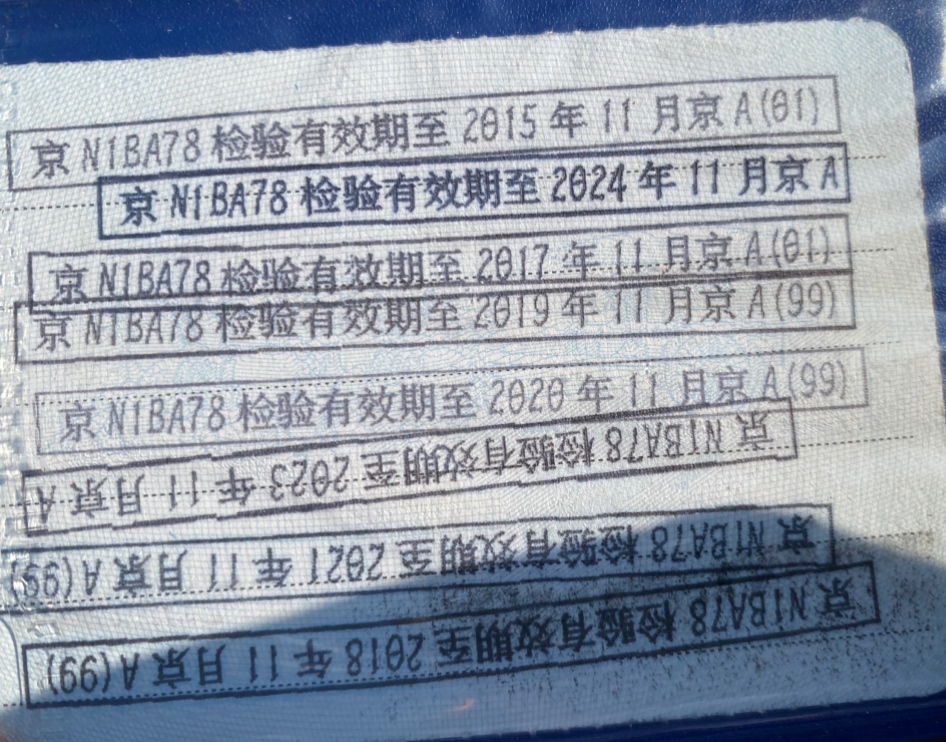 京 N1BA78 检验有效期至 2015 年 11 月京 A(01)
京 N1BA78 检验有效期至 2024 年 11 月京 A
京 N1BA78 检验有效期至 2017 年 11 月京 A(01)
京 N1BA78 检验有效期至 2019 年 11 月京 A(99)
京 N1BA78 检验有效期至 2020 年 11 月京 A(99)
京 N1BA78 检验有效期至 2023 年 11 月京 A
京 N1BA78 检验有效期至 2021 年 11 月京 A(99)
京 N1BA78 检验有效期至 2018 年 11 月京 A(99)